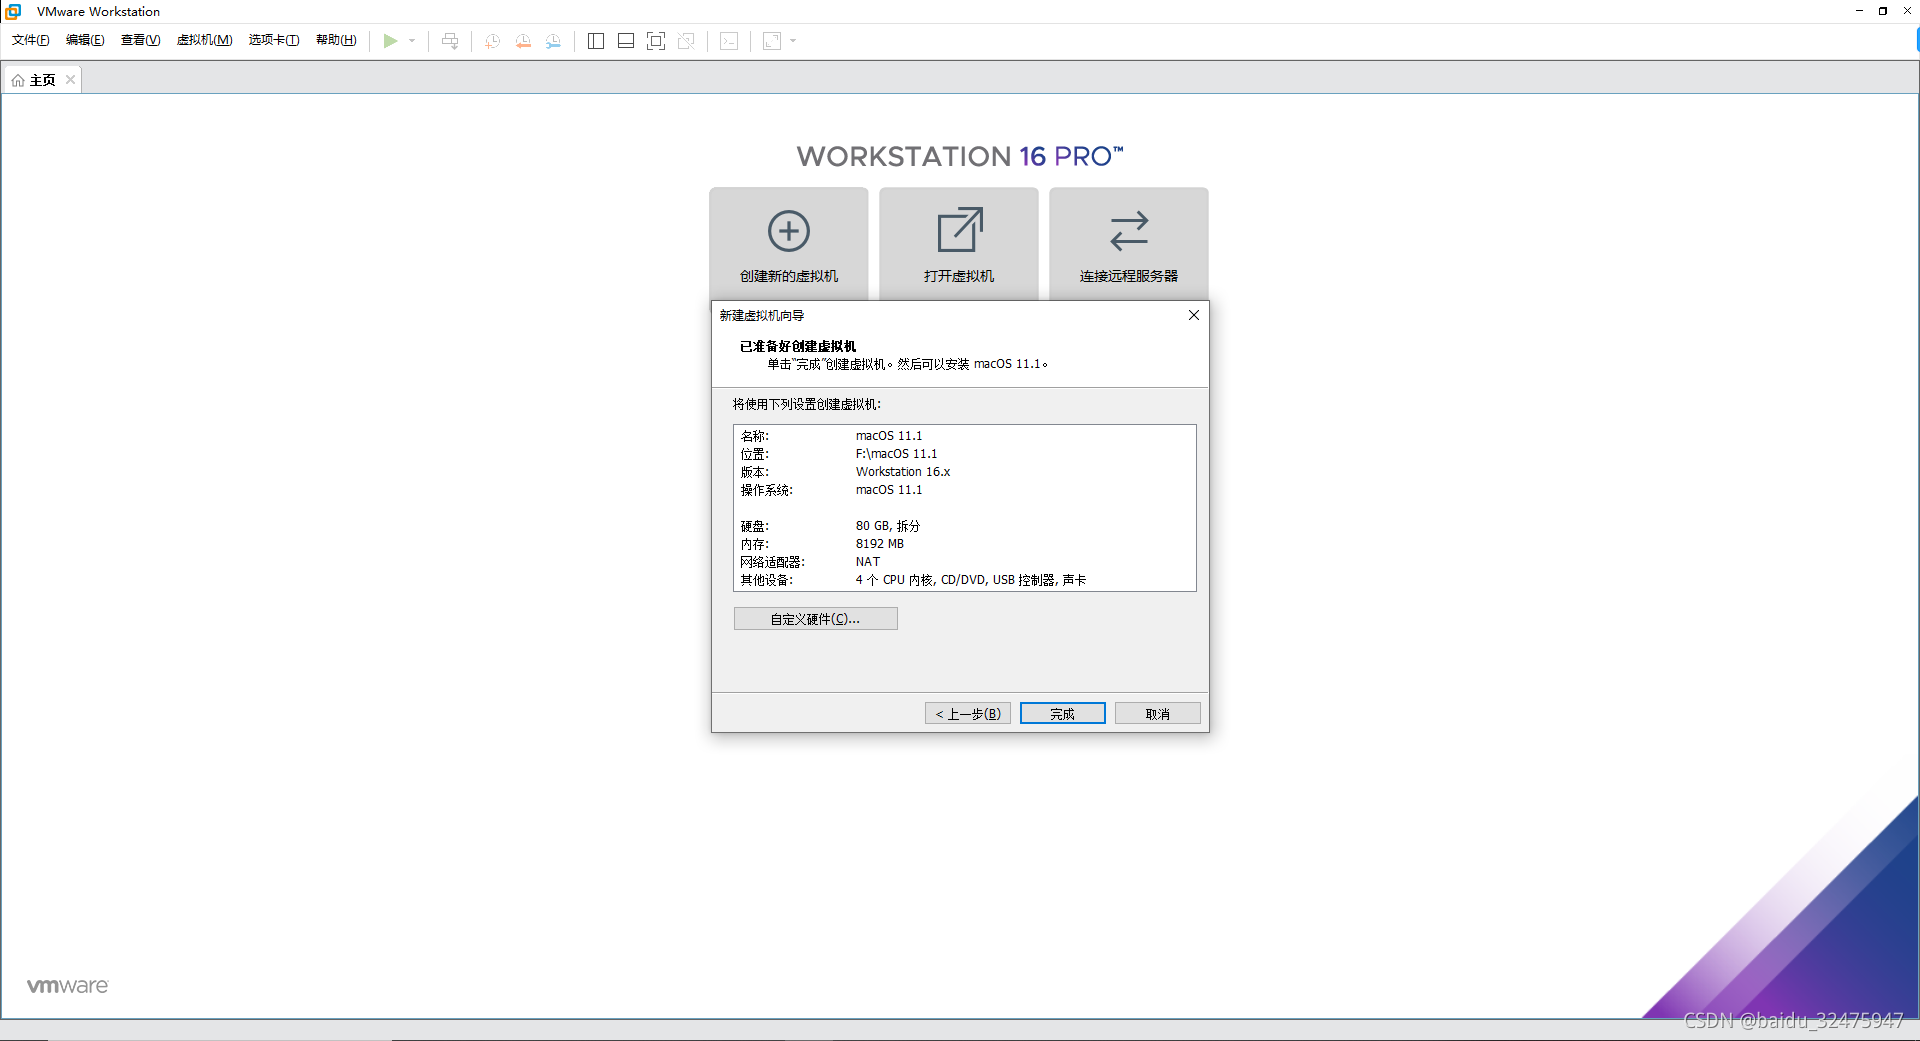 VMware Workstation
文件(F) 编辑(E) 查看(V) 虚拟机(M) 选项卡(T) 帮助(H)
主页
WORKSTATION 16 PRO™
创建新的虚拟机 打开虚拟机 连接远程服务器
新建虚拟机向导
已准备好创建虚拟机
单击“完成”创建虚拟机。然后可以安装 macOS 11.1。
将使用下列设置创建虚拟机:
名称: macOS 11.1
位置: F:\macOS 11.1
版本: Workstation 16.x
操作系统: macOS 11.1
硬盘: 80 GB, 拆分
内存: 8192 MB
网络适配器: NAT
其他设备: 4 个 CPU 内核, CD/DVD, USB 控制器, 声卡
自定义硬件(C)...
< 上一步(B) 完成 取消
vmware
CSDN @baidu_32475947